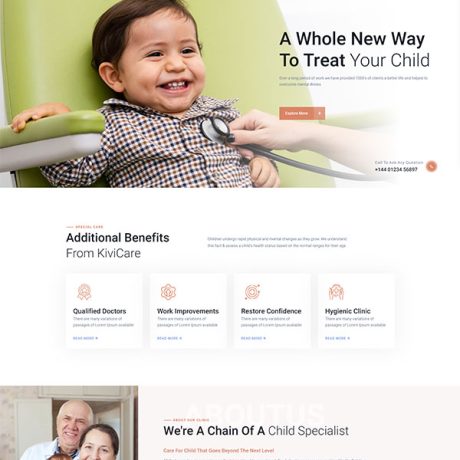 A Whole New Way
To Treat Your Child
Over a long period of work we have provided 1000's of clients a better life and helped to
overcome mental illness
Explore More +
Call To Ask Any Question
+144 01234 56897
SPECIAL CARE
Additional Benefits
From KiviCare
Children undergo rapid physical and mental changes as they grow. We understand
this fact & assess a child's health status based on the normal ranges for their age.
Qualified Doctors
There are many variations of
passages of Lorem Ipsum available
READ MORE
Work Improvements
There are many variations of
passages of Lorem Ipsum available
READ MORE
Restore Confidence
There are many variations of
passages of Lorem Ipsum available
READ MORE
Hygienic Clinic
There are many variations of
passages of Lorem Ipsum available
READ MORE
ABOUT OUR CLINIC
We're A Chain Of A Child Specialist
Care For Child That Goes Beyond The Next Level